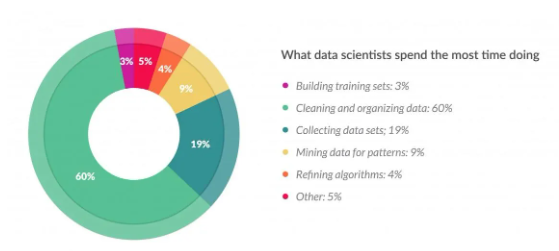 3%
5%
4%
9%
19%
60%
What data scientists spend the most time doing
Building training sets: 3%
Cleaning and organizing data: 60%
Collecting data sets; 19%
Mining data for patterns: 9%
Refining algorithms: 4%
Other: 5%